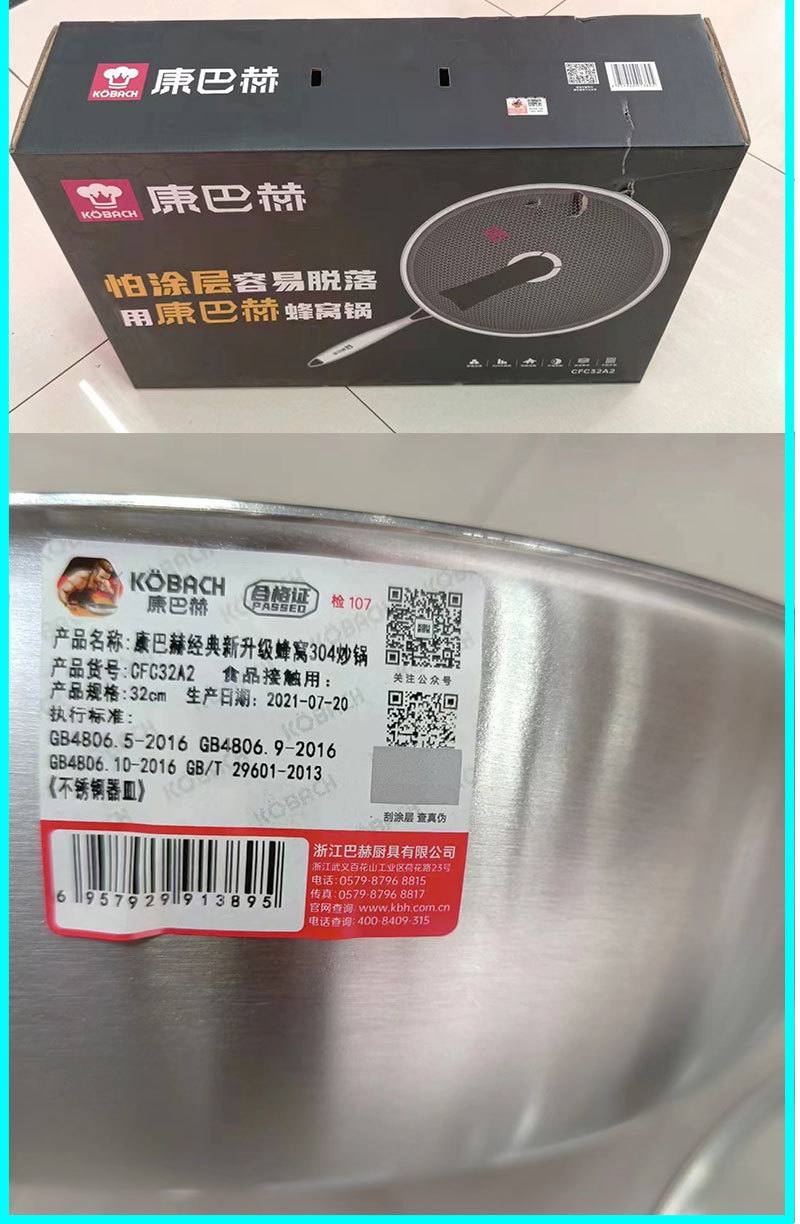 KÖBACH 康巴赫
KÖBACH 康巴赫
怕涂层容易脱落
用康巴赫蜂窝锅
CFC32A2
KÖBACH
康巴赫
合格证
PASSED
检 107
产品名称: 康巴赫经典新升级蜂窝304炒锅
产品货号: CFC32A2 食品接触用:
产品规格: 32cm 生产日期: 2021-07-20
执行标准:
GB4806.5-2016 GB4806.9-2016
GB4806.10-2016 GB/T 29601-2013
《不锈钢器皿》
关注公众号
刮涂层 查真伪
6 957929 913895
浙江巴赫厨具有限公司
浙江武义百花山工业区荷花路23号
电话: 0579-8796 8815
传真: 0579-8796 8817
官网查询: www.kbh.com.cn
电话查询: 400-8409-315